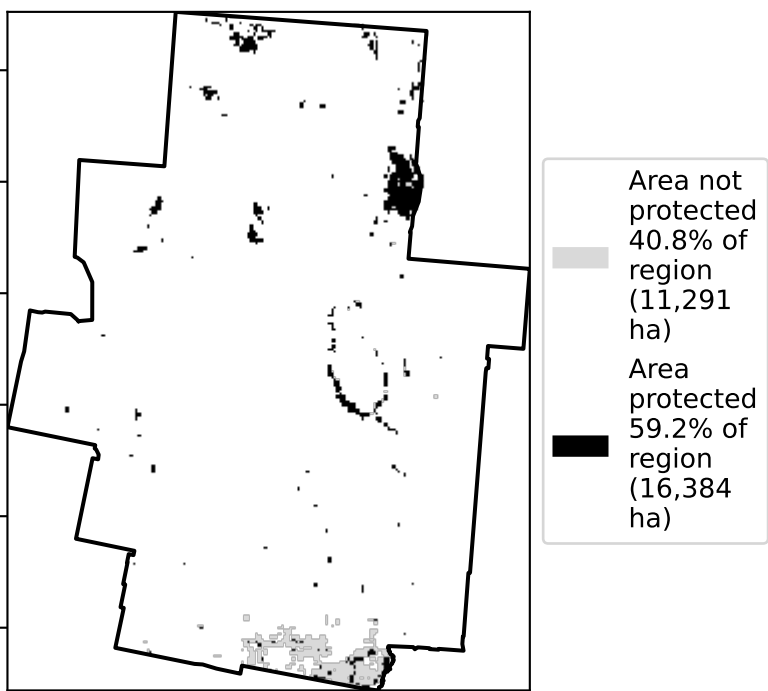 Area not
protected
40.8% of
region
(11,291
ha)
Area
protected
59.2% of
region
(16,384
ha)